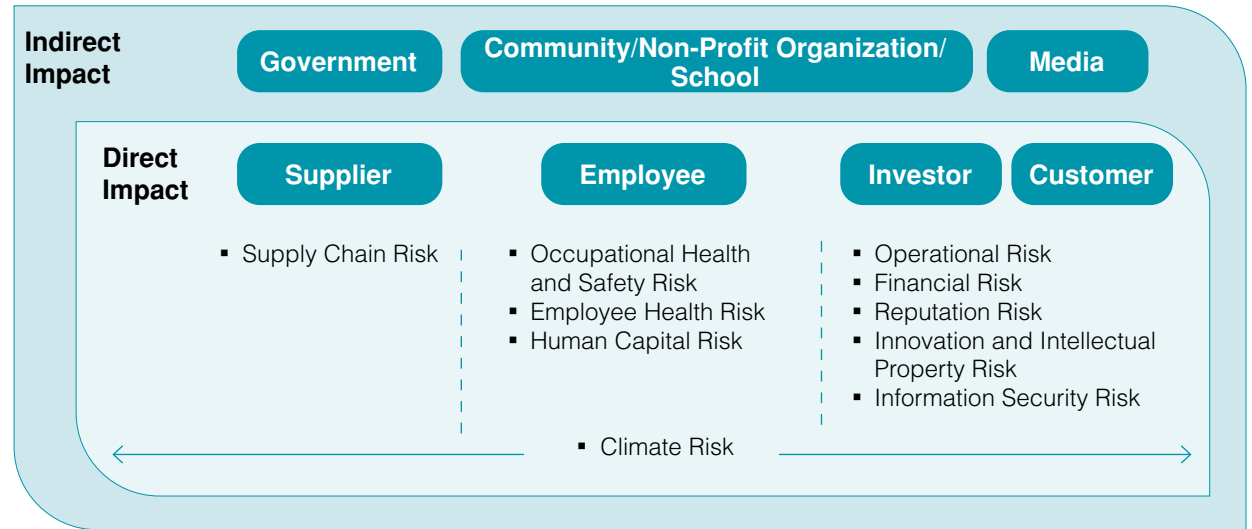 Indirect
Impact
Government
Community/Non-Profit Organization/
School
Media
Direct
Impact
Supplier
Employee
Investor
Customer
▪ Supply Chain Risk
▪ Occupational Health
and Safety Risk
▪ Employee Health Risk
▪ Human Capital Risk
▪ Operational Risk
▪ Financial Risk
▪ Reputation Risk
▪ Innovation and Intellectual
Property Risk
▪ Information Security Risk
▪ Climate Risk